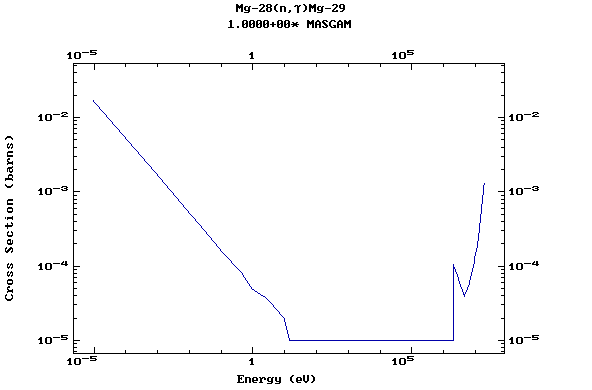 Mg-28(n,γ)Mg-29
1.0000+00* MASGAM
10⁻⁵ 1 10⁵
10⁻² 10⁻²
10⁻³ 10⁻³
10⁻⁴ 10⁻⁴
10⁻⁵ 10⁻⁵
Cross Section (barns)
10⁻⁵ 1 10⁵
Energy (eV)